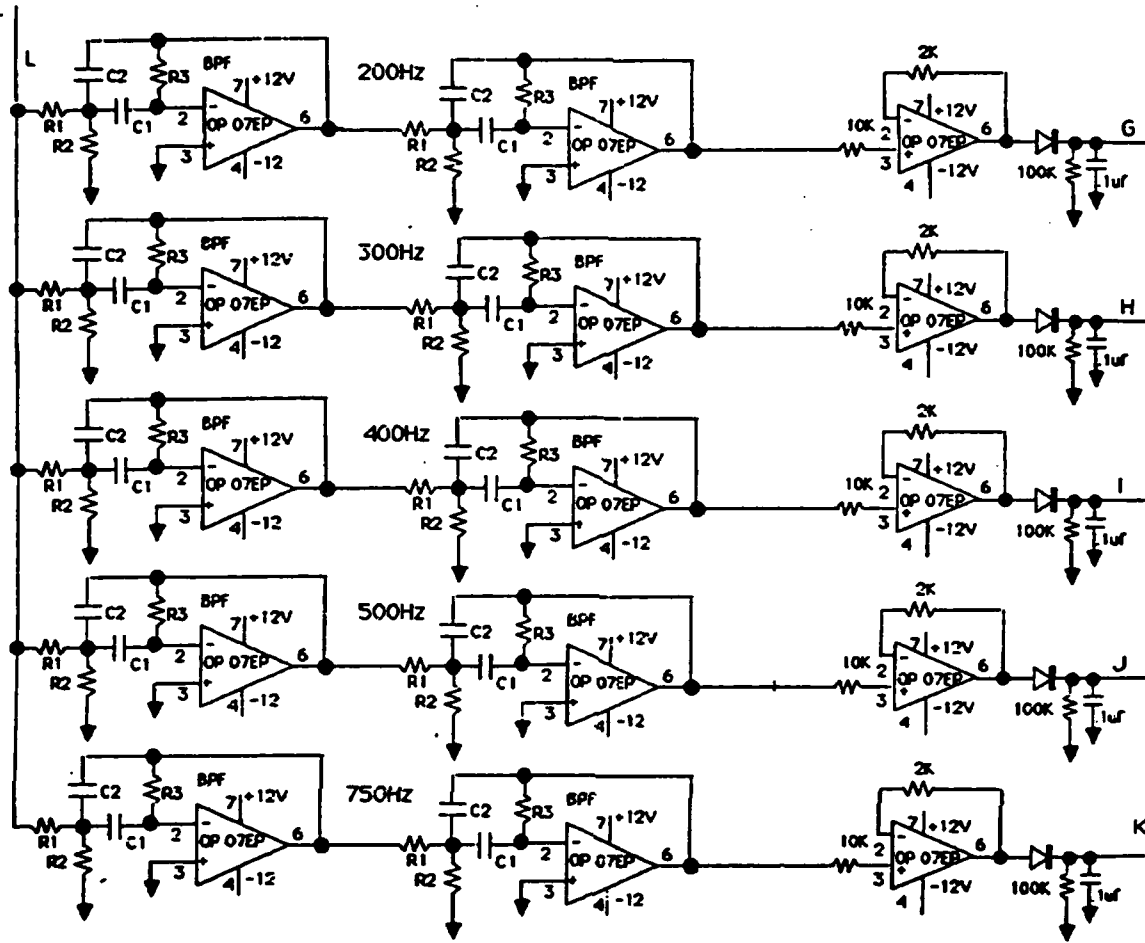 L
C2
R3
BPF
7
+12V
R1
C1
2
-
OP 07EP
6
R2
3
+
4
-12
200Hz
C2
R3
BPF
7
+12V
R1
C1
2
-
OP 07EP
6
R2
3
+
4
-12
2K
10K
2
-
7
+12V
OP 07EP
6
3
+
4
-12V
100K
.1uf
G
C2
R3
BPF
7
+12V
R1
C1
2
-
OP 07EP
6
R2
3
+
4
-12
300Hz
C2
R3
BPF
7
+12V
R1
C1
2
-
OP 07EP
6
R2
3
+
4
-12
2K
10K
2
-
7
+12V
OP 07EP
6
3
+
4
-12V
100K
.1uf
H
C2
R3
BPF
7
+12V
R1
C1
2
-
OP 07EP
6
R2
3
+
4
-12
400Hz
C2
R3
BPF
7
+12V
R1
C1
2
-
OP 07EP
6
R2
3
+
4
-12
2K
10K
2
-
7
+12V
OP 07EP
6
3
+
4
-12V
100K
.1uf
I
C2
R3
BPF
7
+12V
R1
C1
2
-
OP 07EP
6
R2
3
+
4
-12
500Hz
C2
R3
BPF
7
+12V
R1
C1
2
-
OP 07EP
6
R2
3
+
4
-12
2K
10K
2
-
7
+12V
OP 07EP
6
3
+
4
-12V
100K
.1uf
J
C2
R3
BPF
7
+12V
R1
C1
2
-
OP 07EP
6
R2
3
+
4
-12
750Hz
C2
R3
BPF
7
+12V
R1
C1
2
-
OP 07EP
6
R2
3
+
4
-12
2K
10K
2
-
7
+12V
OP 07EP
6
3
+
4
-12V
100K
.1uf
K